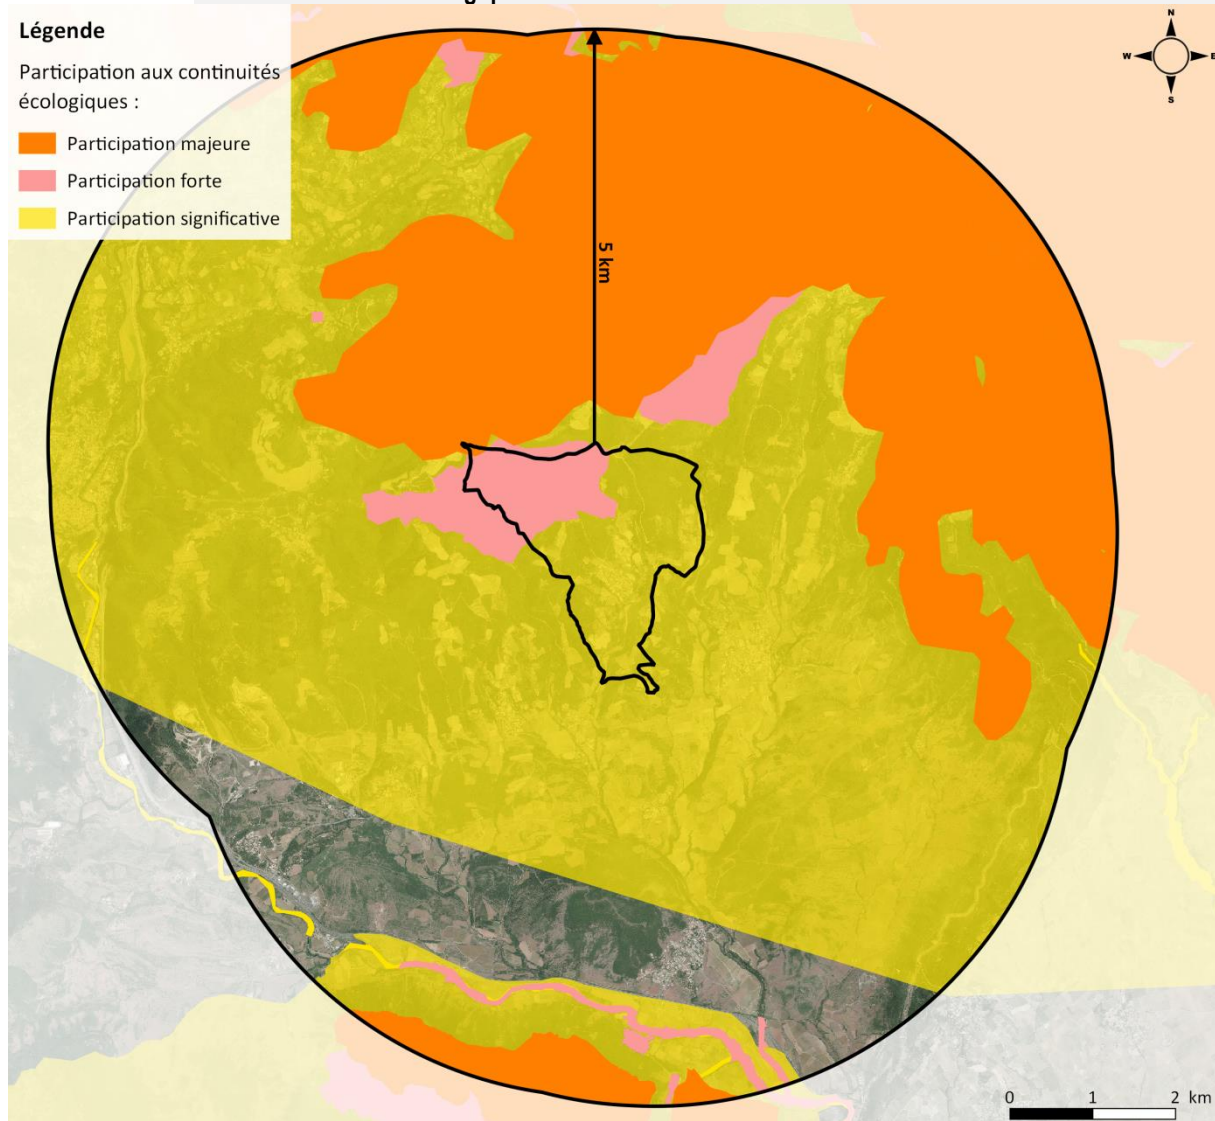 Légende
Participation aux continuités
écologiques :
Participation majeure
Participation forte
Participation significative
N
W
E
S
5 km
0 1 2 km